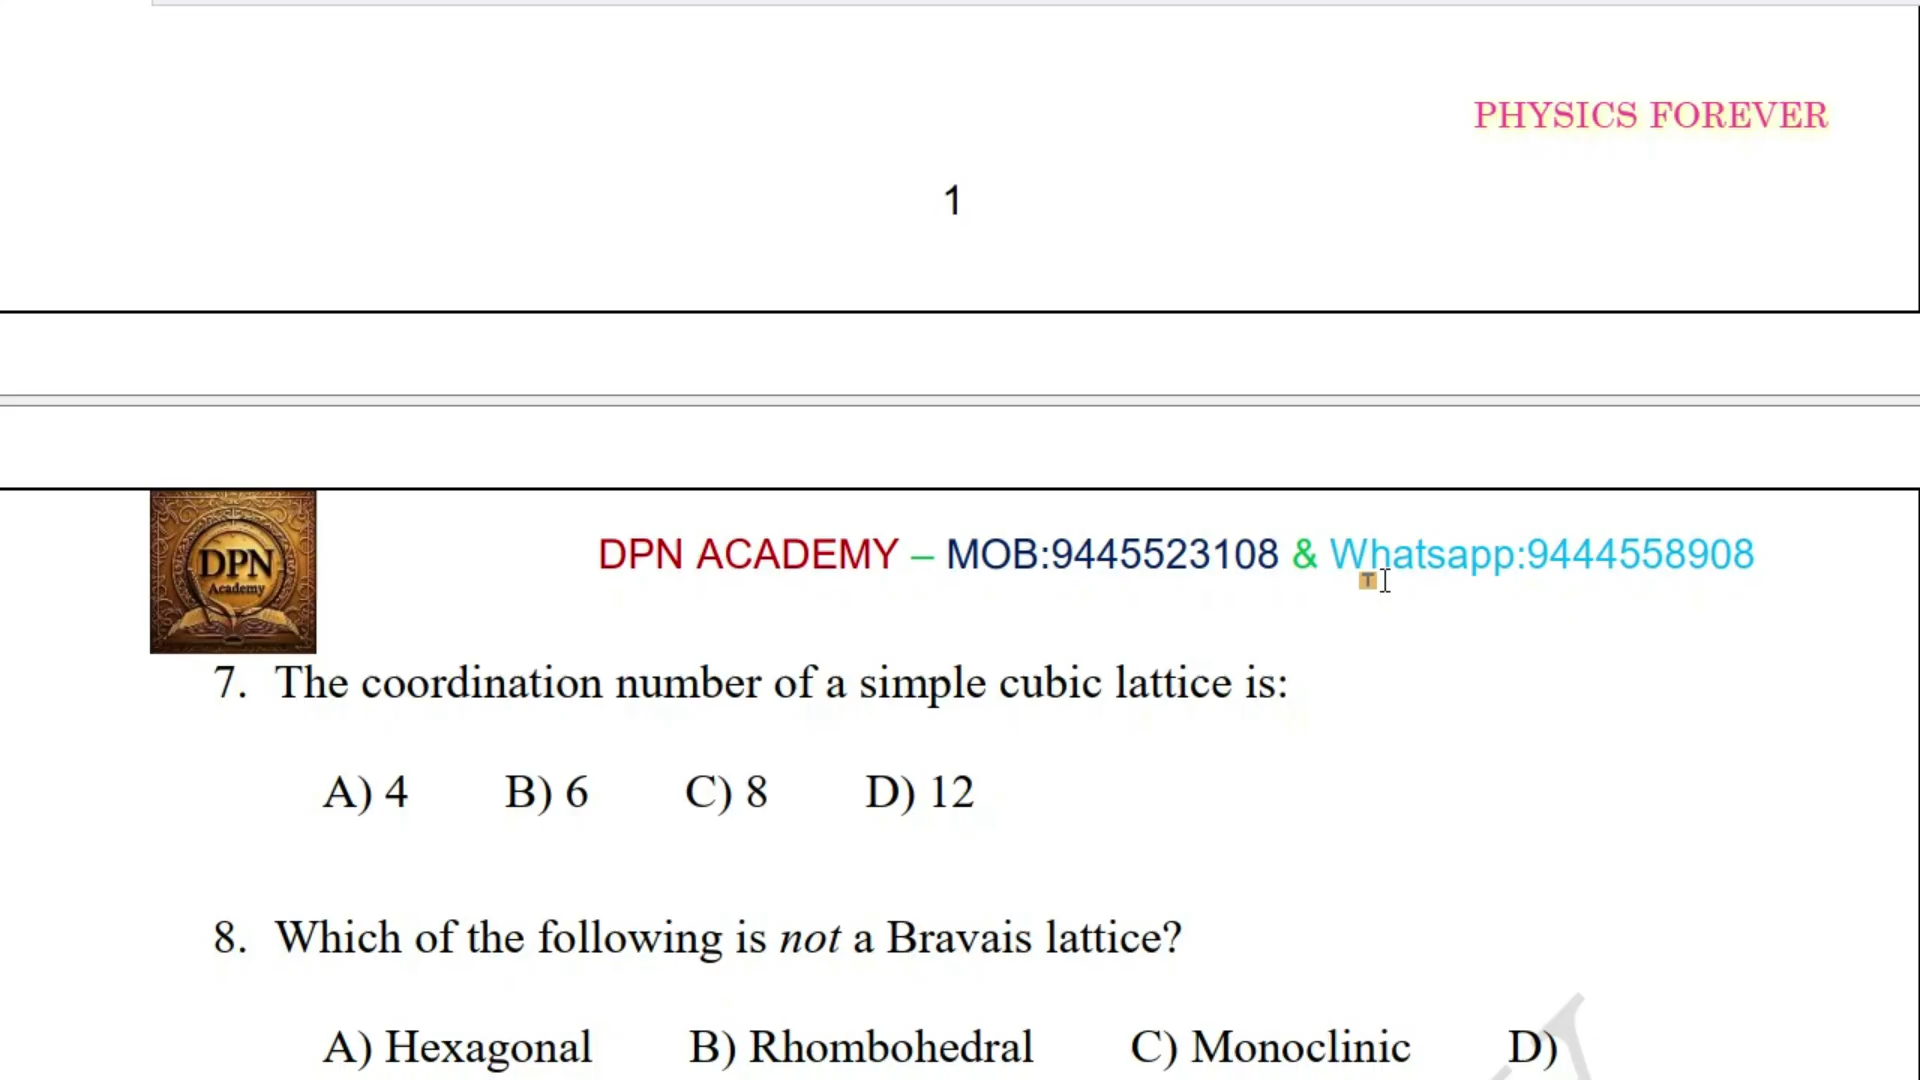 PHYSICS FOREVER
1
DPN
Academy
DPN ACADEMY – MOB:9445523108 & Whatsapp:9444558908
T
7. The coordination number of a simple cubic lattice is:
A) 4 B) 6 C) 8 D) 12
8. Which of the following is not a Bravais lattice?
A) Hexagonal B) Rhombohedral C) Monoclinic D)